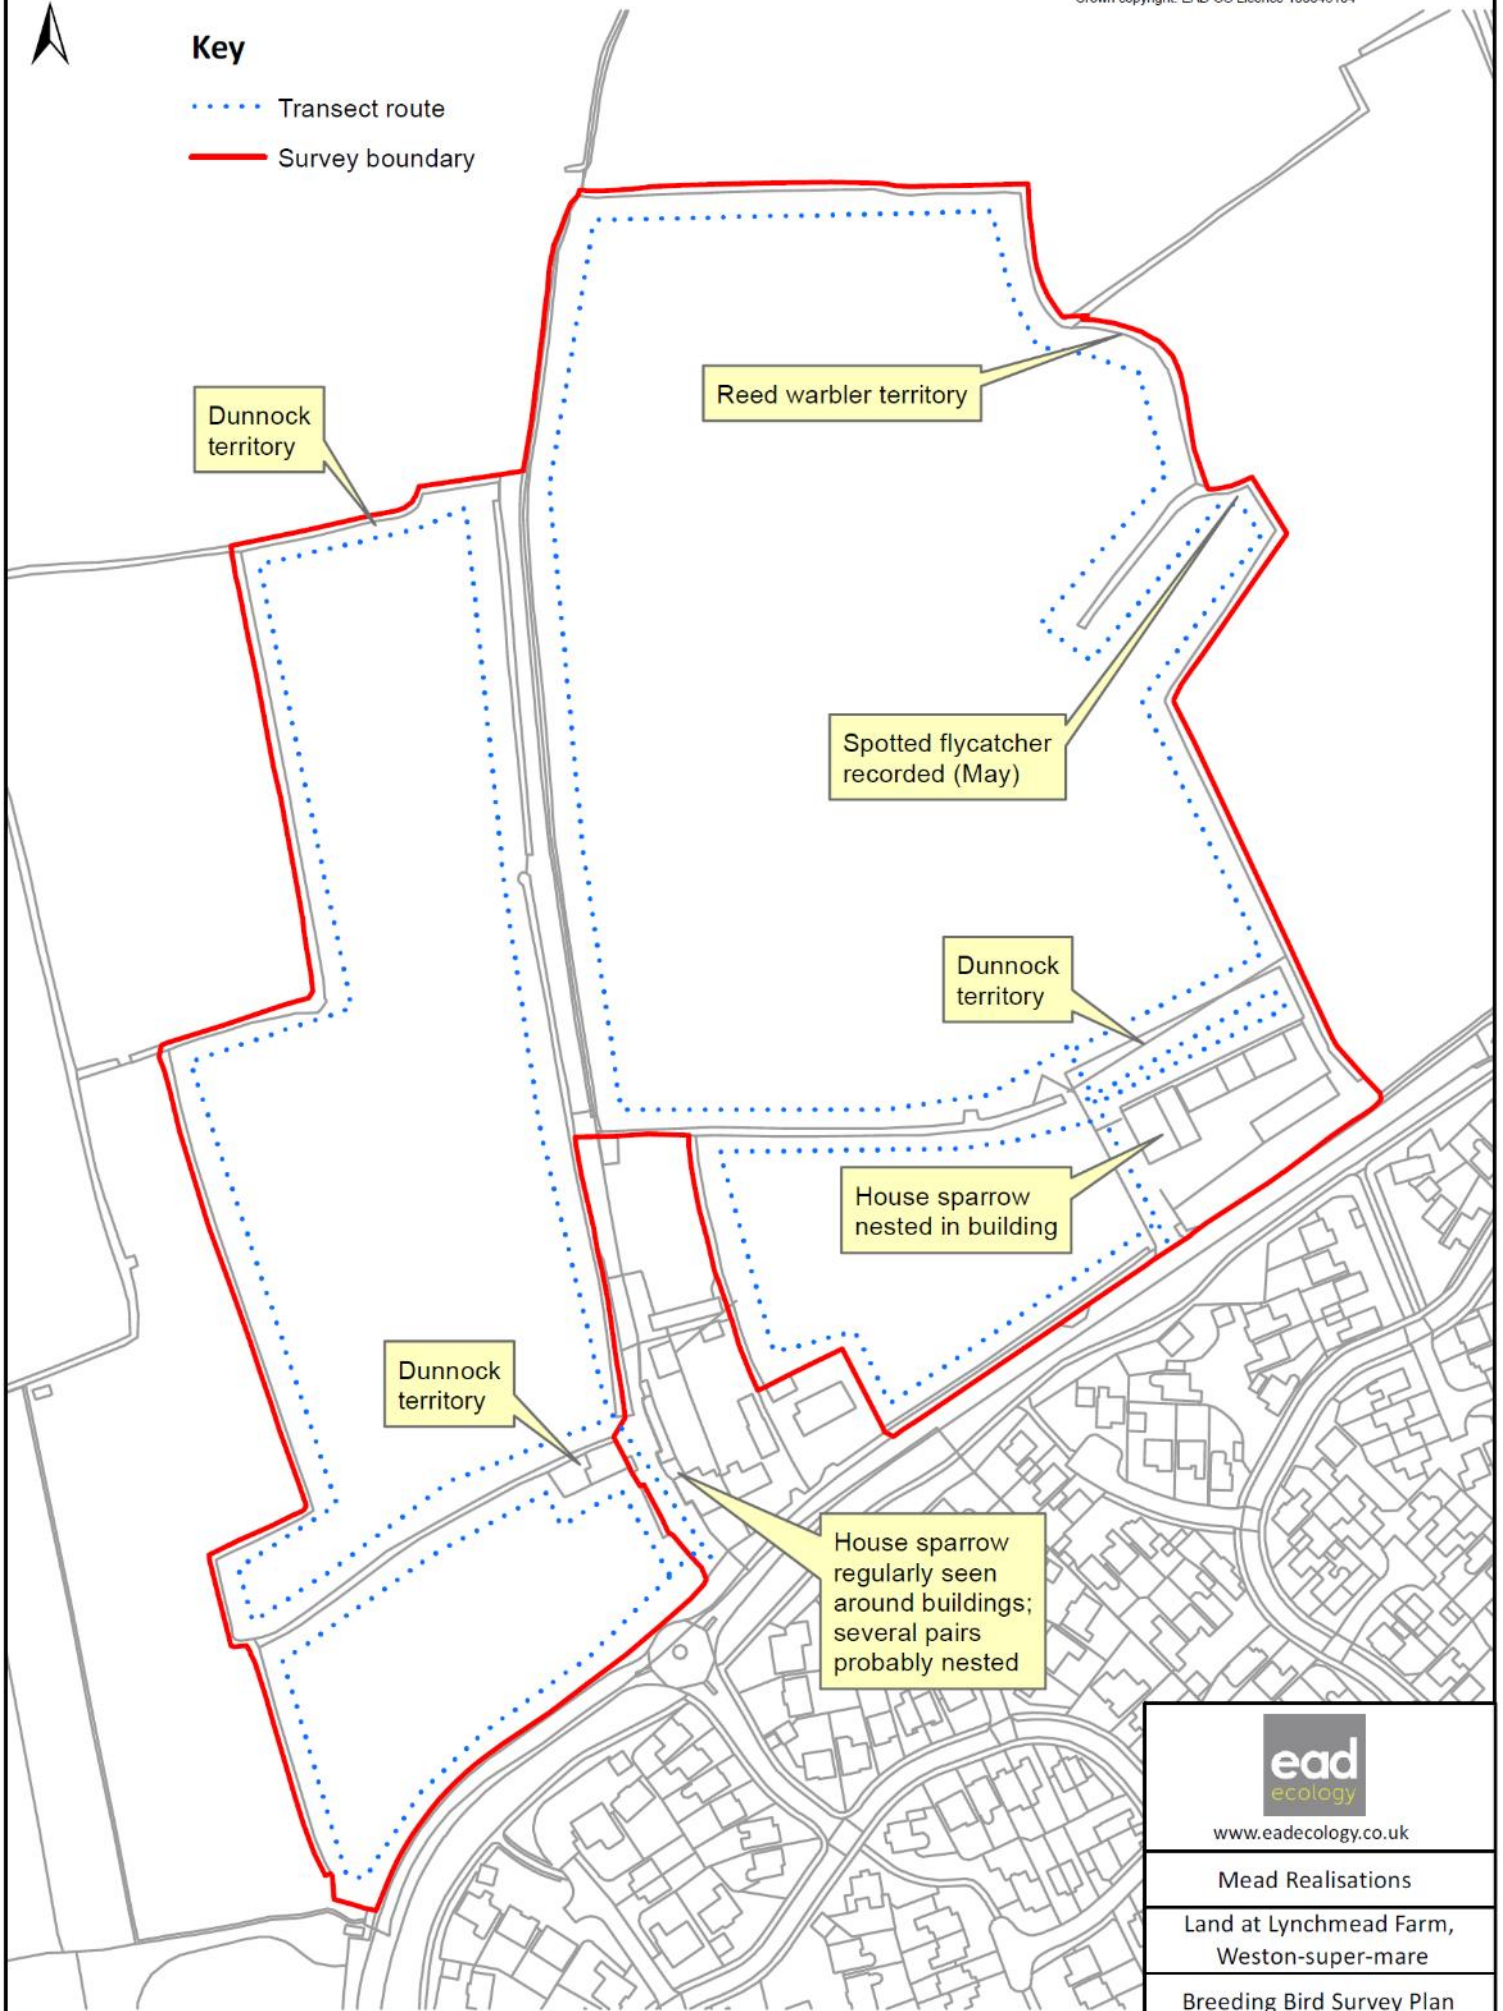 Key
Transect route
Survey boundary
Reed warbler territory
Dunnock
territory
Spotted flycatcher
recorded (May)
Dunnock
territory
House sparrow
nested in building
Dunnock
territory
House sparrow
regularly seen
around buildings;
several pairs
probably nested
ead
ecology
www.eadecology.co.uk
Mead Realisations
Land at Lynchmead Farm,
Weston-super-mare
Breeding Bird Survey Plan